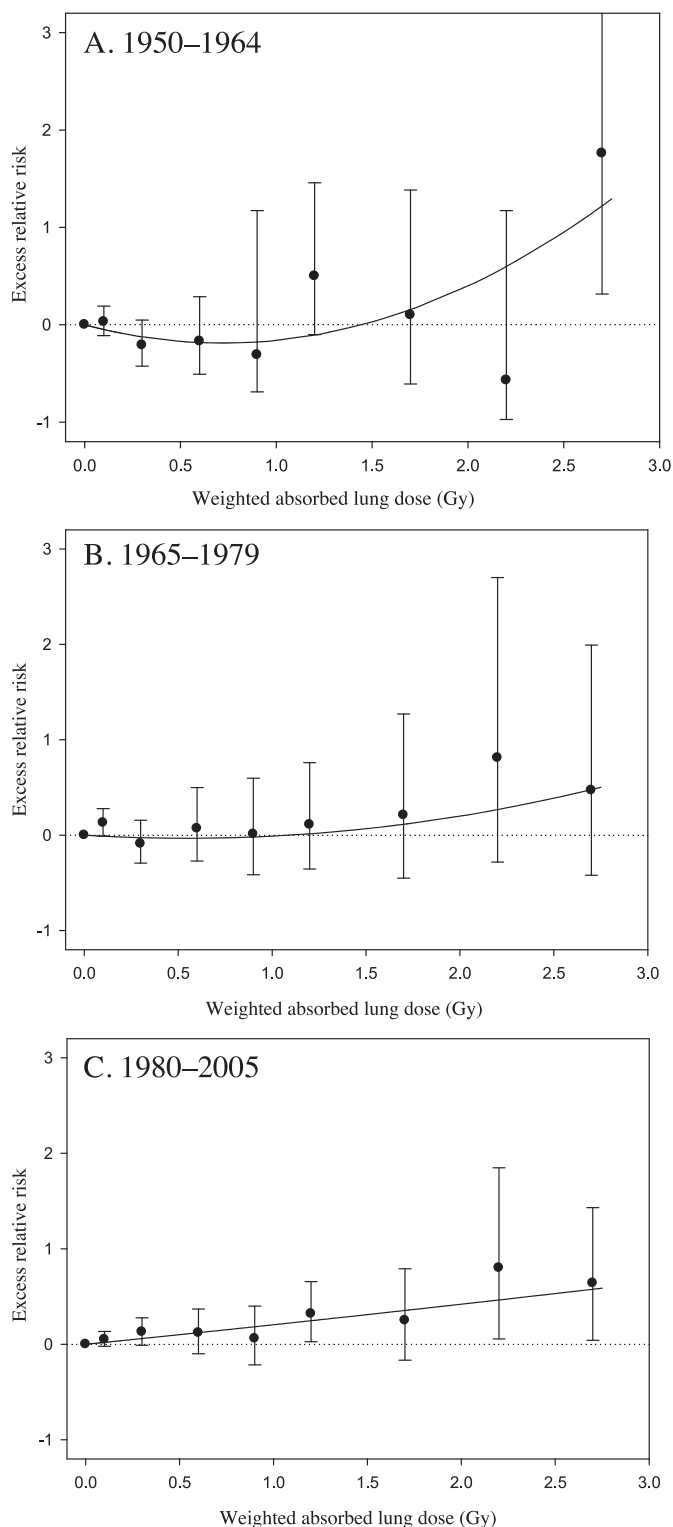 A. 1950–1964
Excess relative risk
3
2
1
0
-1
0.0 0.5 1.0 1.5 2.0 2.5 3.0
Weighted absorbed lung dose (Gy)
B. 1965–1979
Excess relative risk
3
2
1
0
-1
0.0 0.5 1.0 1.5 2.0 2.5 3.0
Weighted absorbed lung dose (Gy)
C. 1980–2005
Excess relative risk
3
2
1
0
-1
0.0 0.5 1.0 1.5 2.0 2.5 3.0
Weighted absorbed lung dose (Gy)